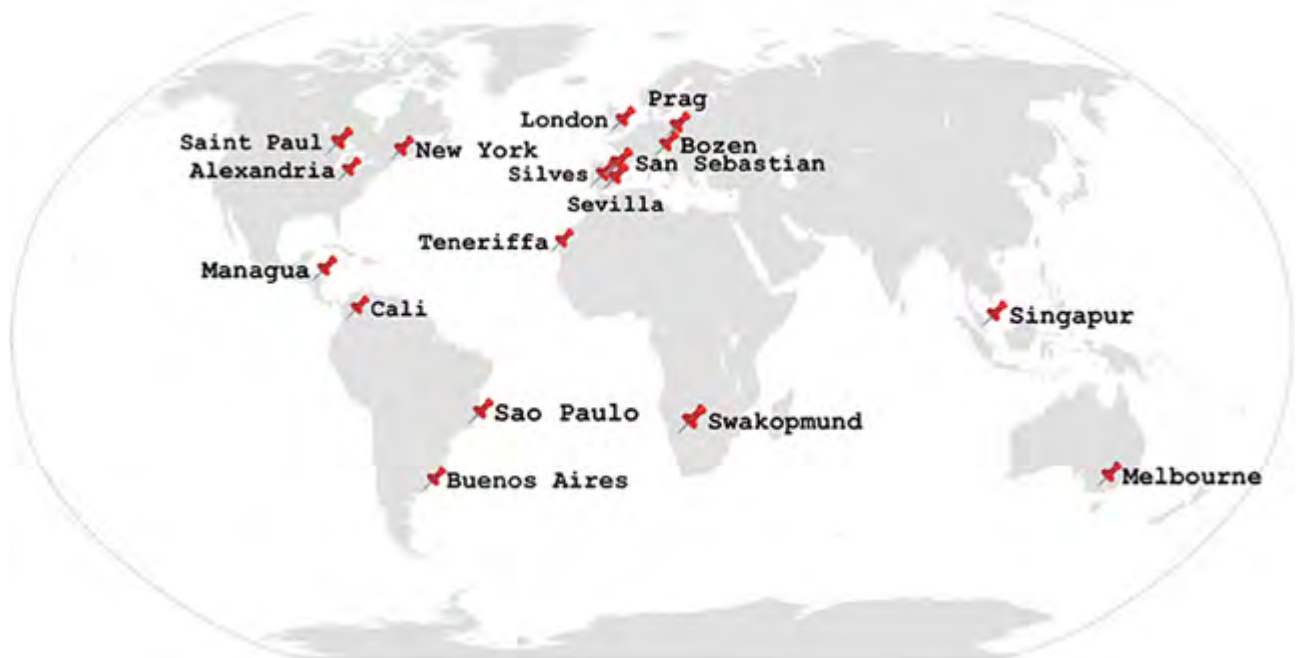 Prag
London
Saint Paul
New York
Bozen
Alexandria
Silves
San Sebastian
Sevilla
Teneriffa
Managua
Cali
Singapur
Sao Paulo
Swakopmund
Buenos Aires
Melbourne